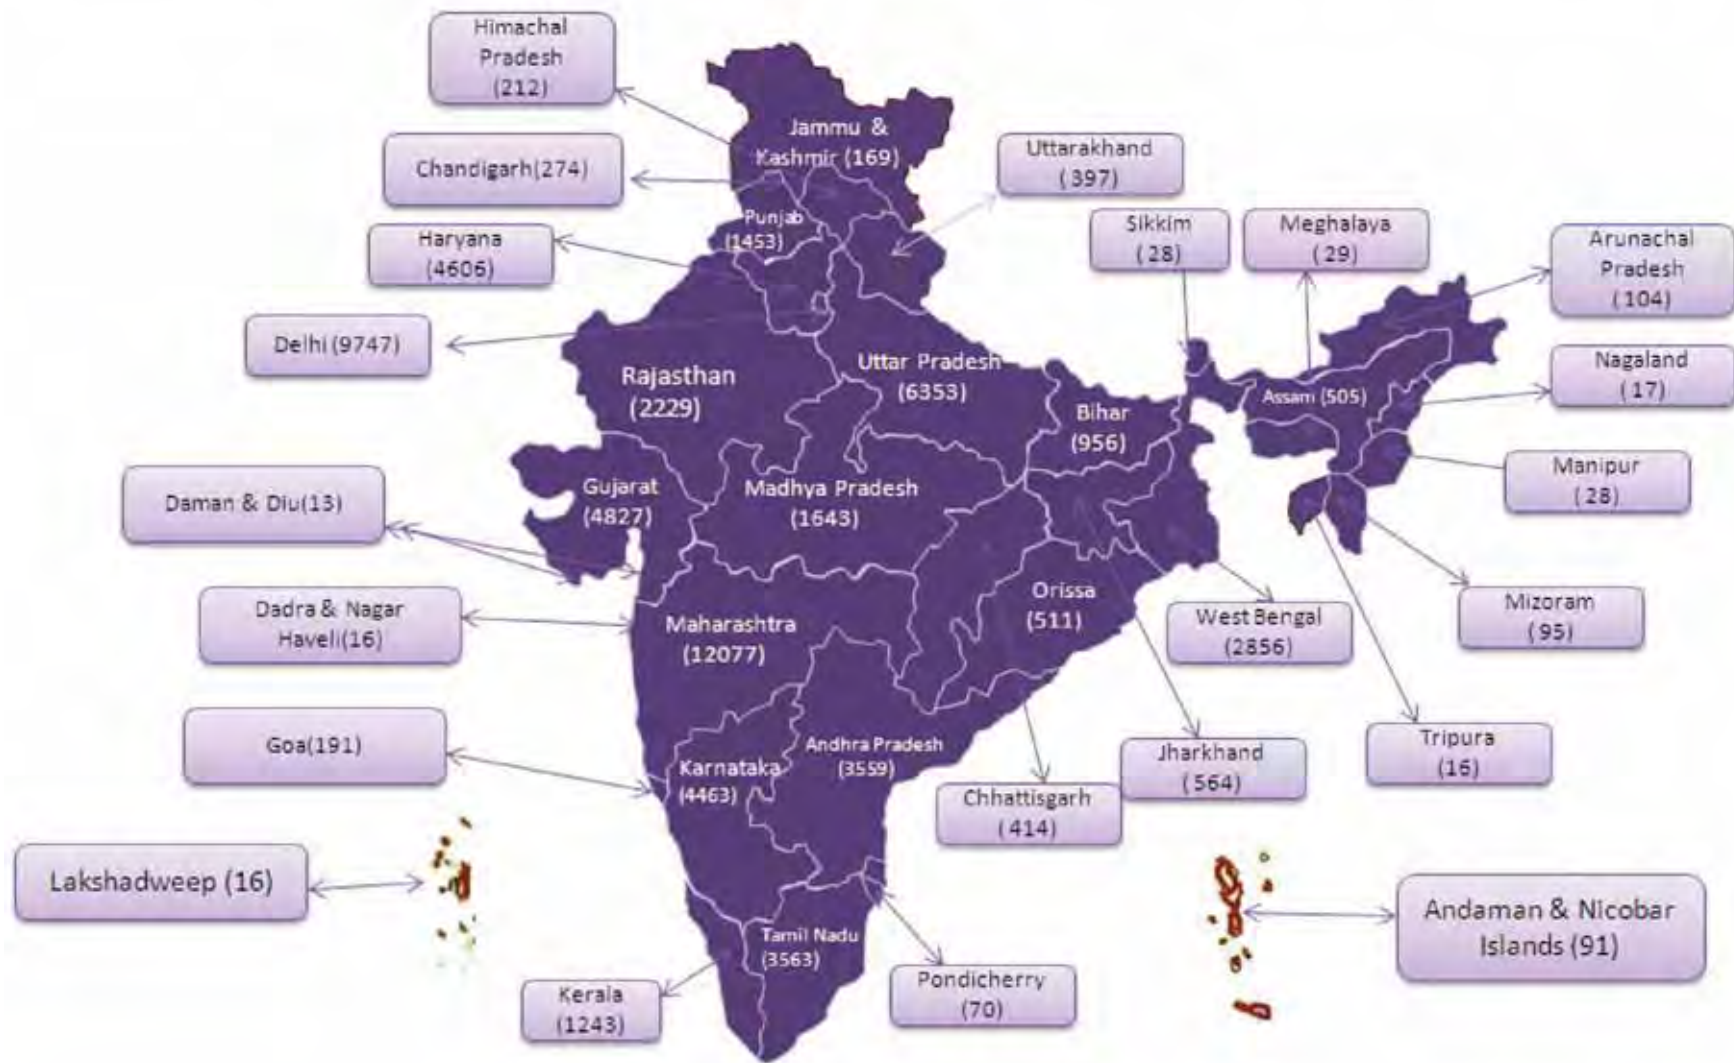 Himachal
Pradesh
(212)
Jammu &
Kashmir (169)
Chandigarh(274)
Uttarakhand
( 397)
Punjab
(1453)
Haryana
(4606)
Sikkim
( 28)
Meghalaya
( 29)
Arunachal
Pradesh
( 104)
Delhi (9747)
Rajasthan
(2229)
Uttar Pradesh
(6353)
Bihar
(956)
Assam (505)
Nagaland
( 17)
Gujarat
(4827)
Madhya Pradesh
(1643)
Manipur
( 28)
Daman & Diu(13)
Dadra & Nagar
Haveli(16)
Maharashtra
(12077)
Orissa
(511)
West Bengal
(2856)
Mizoram
( 95)
Goa(191)
Karnataka
(4463)
Andhra Pradesh
(3559)
Chhattisgarh
( 414)
Jharkhand
( 564)
Tripura
(16)
Lakshadweep (16)
Andaman & Nicobar
Islands (91)
Tamil Nadu
(3563)
Kerala
(1243)
Pondicherry
(70)